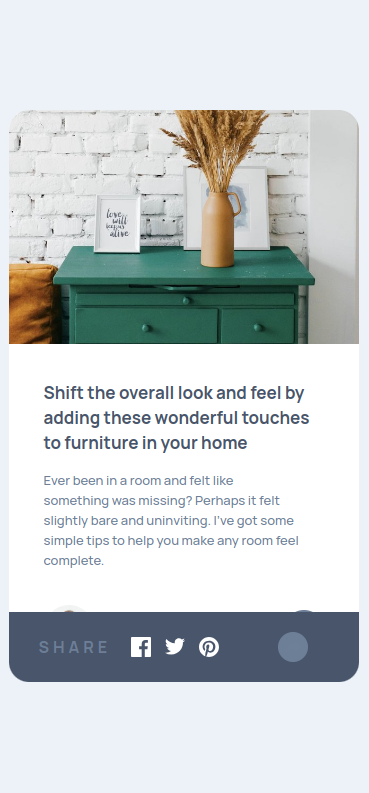 love
will
keep us
alive
Shift the overall look and feel by
adding these wonderful touches
to furniture in your home
Ever been in a room and felt like
something was missing? Perhaps it felt
slightly bare and uninviting. I've got some
simple tips to help you make any room feel
complete.
SHARE